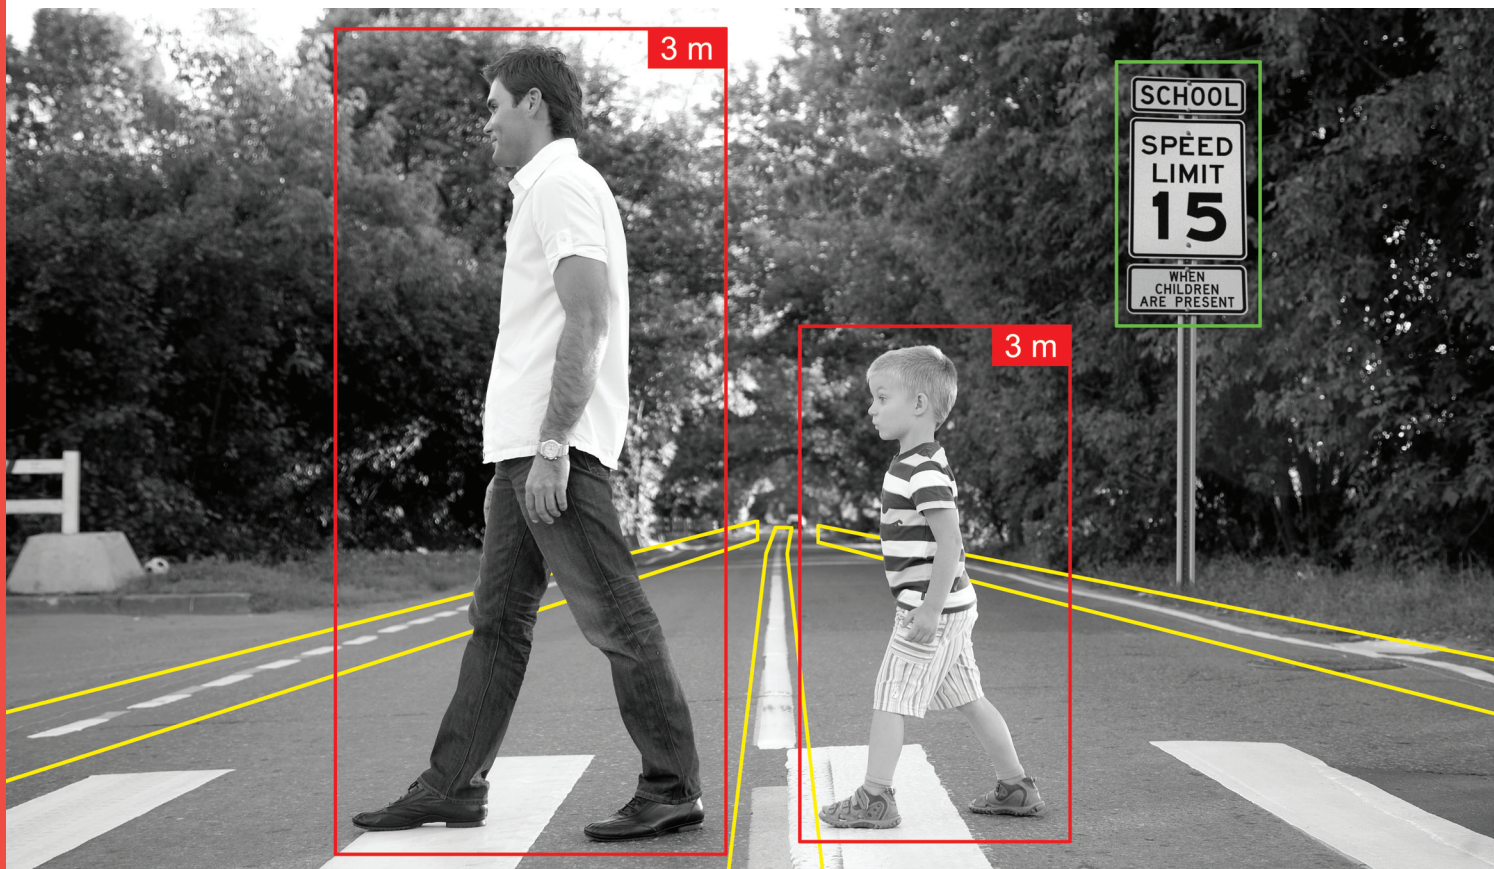 3 m
SCHOOL
SPEED
LIMIT
15
WHEN
CHILDREN
ARE PRESENT
3 m